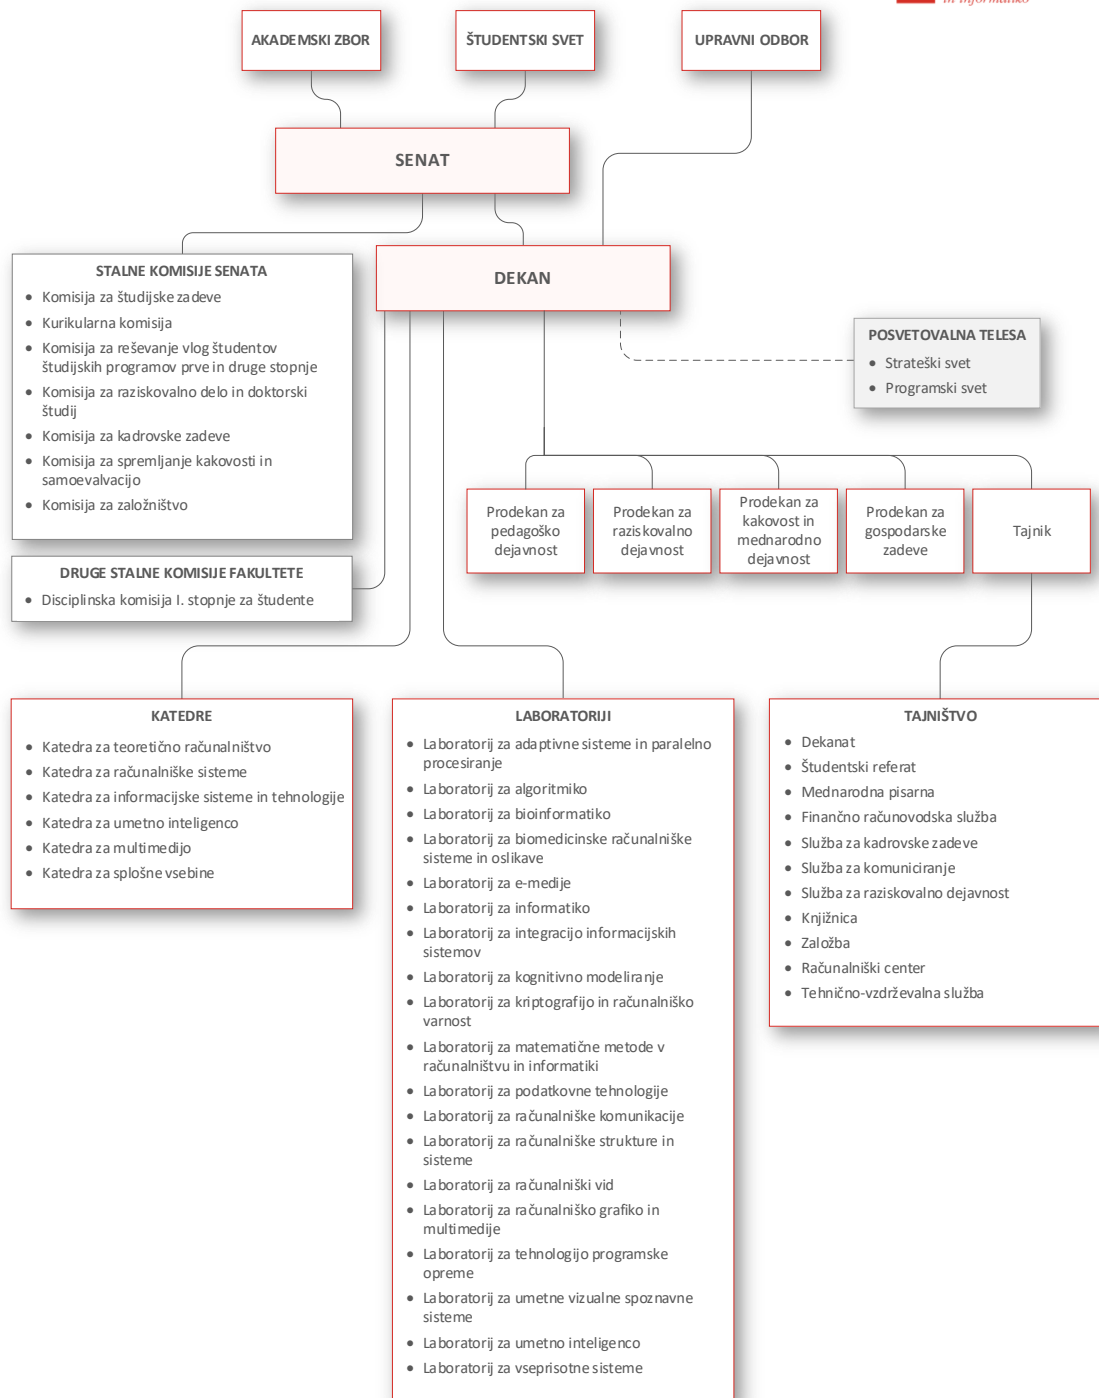 in informatiko
AKADEMSKI ZBOR
ŠTUDENTSKI SVET
UPRAVNI ODBOR
SENAT
DEKAN
STALNE KOMISIJE SENATA
• Komisija za študijske zadeve
• Kurikularna komisija
• Komisija za reševanje vlog študentov
študijskih programov prve in druge stopnje
• Komisija za raziskovalno delo in doktorski
študij
• Komisija za kadrovske zadeve
• Komisija za spremljanje kakovosti in
samoevalvacijo
• Komisija za založništvo
POSVETOVALNA TELESA
• Strateški svet
• Programski svet
Prodekan za
pedagoško
dejavnost
Prodekan za
raziskovalno
dejavnost
Prodekan za
kakovost in
mednarodno
dejavnost
Prodekan za
gospodarske
zadeve
Tajnik
DRUGE STALNE KOMISIJE FAKULTETE
• Disciplinska komisija I. stopnje za študente
KATEDRE
• Katedra za teoretično računalništvo
• Katedra za računalniške sisteme
• Katedra za informacijske sisteme in tehnologije
• Katedra za umetno inteligenco
• Katedra za multimedijo
• Katedra za splošne vsebine
LABORATORIJI
• Laboratorij za adaptivne sisteme in paralelno
procesiranje
• Laboratorij za algoritmiko
• Laboratorij za bioinformatiko
• Laboratorij za biomedicinske računalniške
sisteme in oslikave
• Laboratorij za e-medije
• Laboratorij za informatiko
• Laboratorij za integracijo informacijskih
sistemov
• Laboratorij za kognitivno modeliranje
• Laboratorij za kriptografijo in računalniško
varnost
• Laboratorij za matematične metode v
računalništvu in informatiki
• Laboratorij za podatkovne tehnologije
• Laboratorij za računalniške komunikacije
• Laboratorij za računalniške strukture in
sisteme
• Laboratorij za računalniški vid
• Laboratorij za računalniško grafiko in
multimedije
• Laboratorij za tehnologijo programske
opreme
• Laboratorij za umetne vizualne spoznavne
sisteme
• Laboratorij za umetno inteligenco
• Laboratorij za vseprisotne sisteme
TAJNIŠTVO
• Dekanat
• Študentski referat
• Mednarodna pisarna
• Finančno računovodska služba
• Služba za kadrovske zadeve
• Služba za komuniciranje
• Služba za raziskovalno dejavnost
• Knjižnica
• Založba
• Računalniški center
• Tehnično-vzdrževalna služba